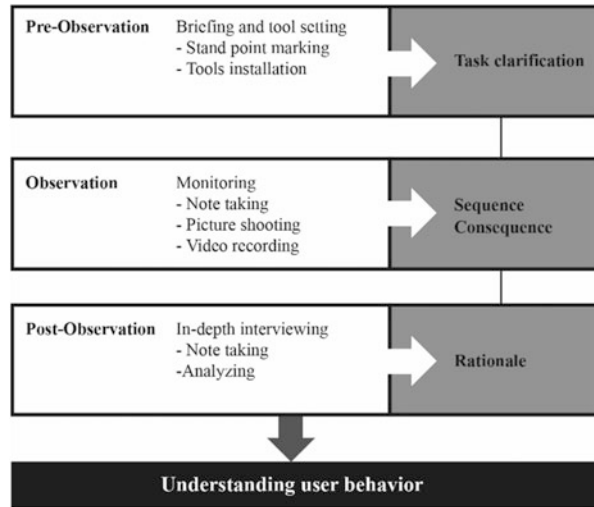 Pre-Observation
Briefing and tool setting
- Stand point marking
- Tools installation
Task clarification
Observation
Monitoring
- Note taking
- Picture shooting
- Video recording
Sequence
Consequence
Post-Observation
In-depth interviewing
- Note taking
-Analyzing
Rationale
Understanding user behavior